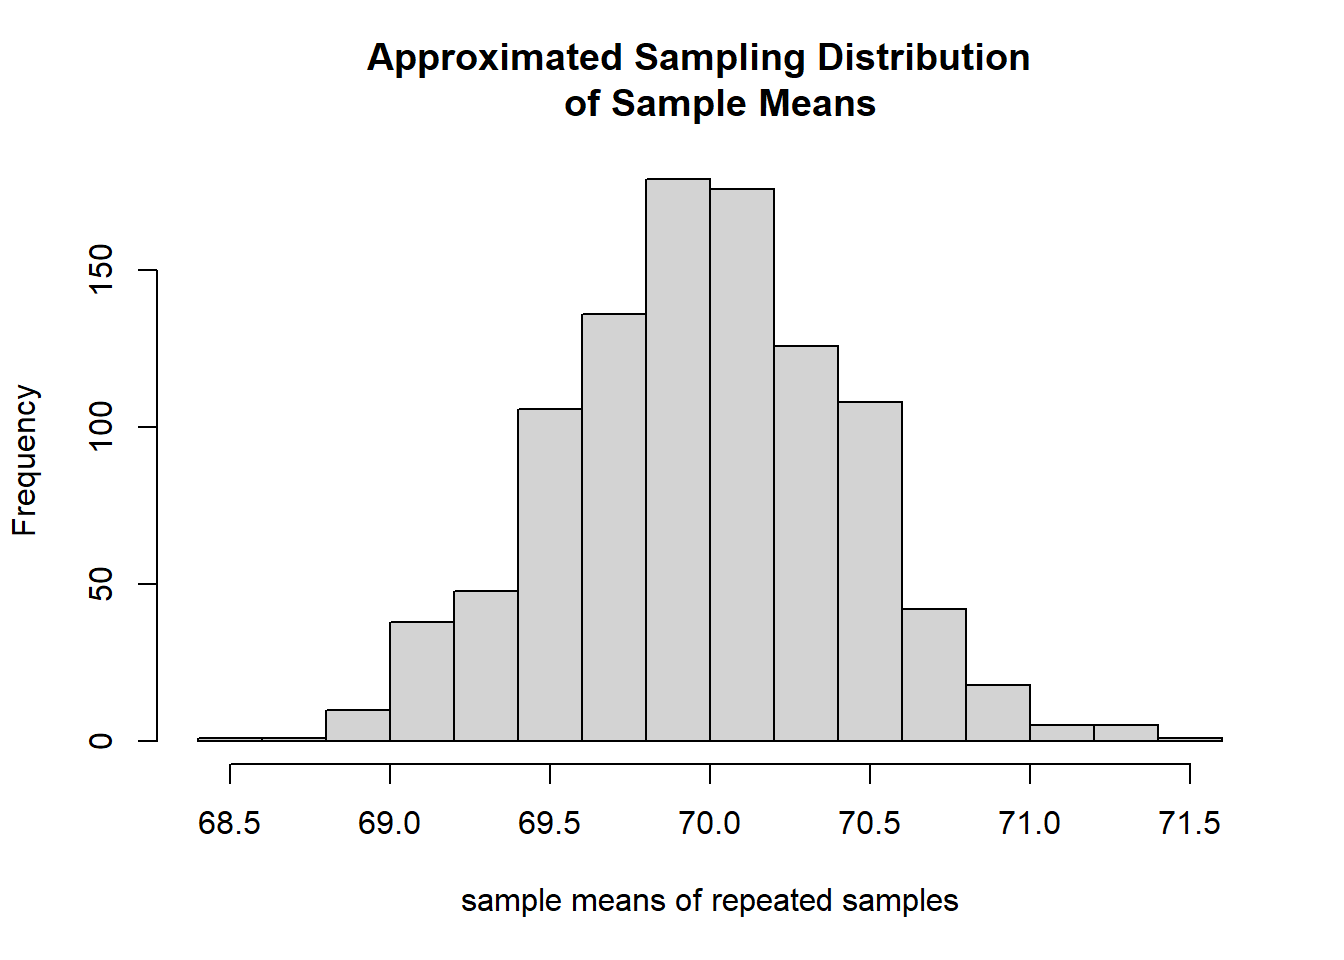 Approximated Sampling Distribution
of Sample Means
Frequency
150
100
50
0
68.5 69.0 69.5 70.0 70.5 71.0 71.5
sample means of repeated samples